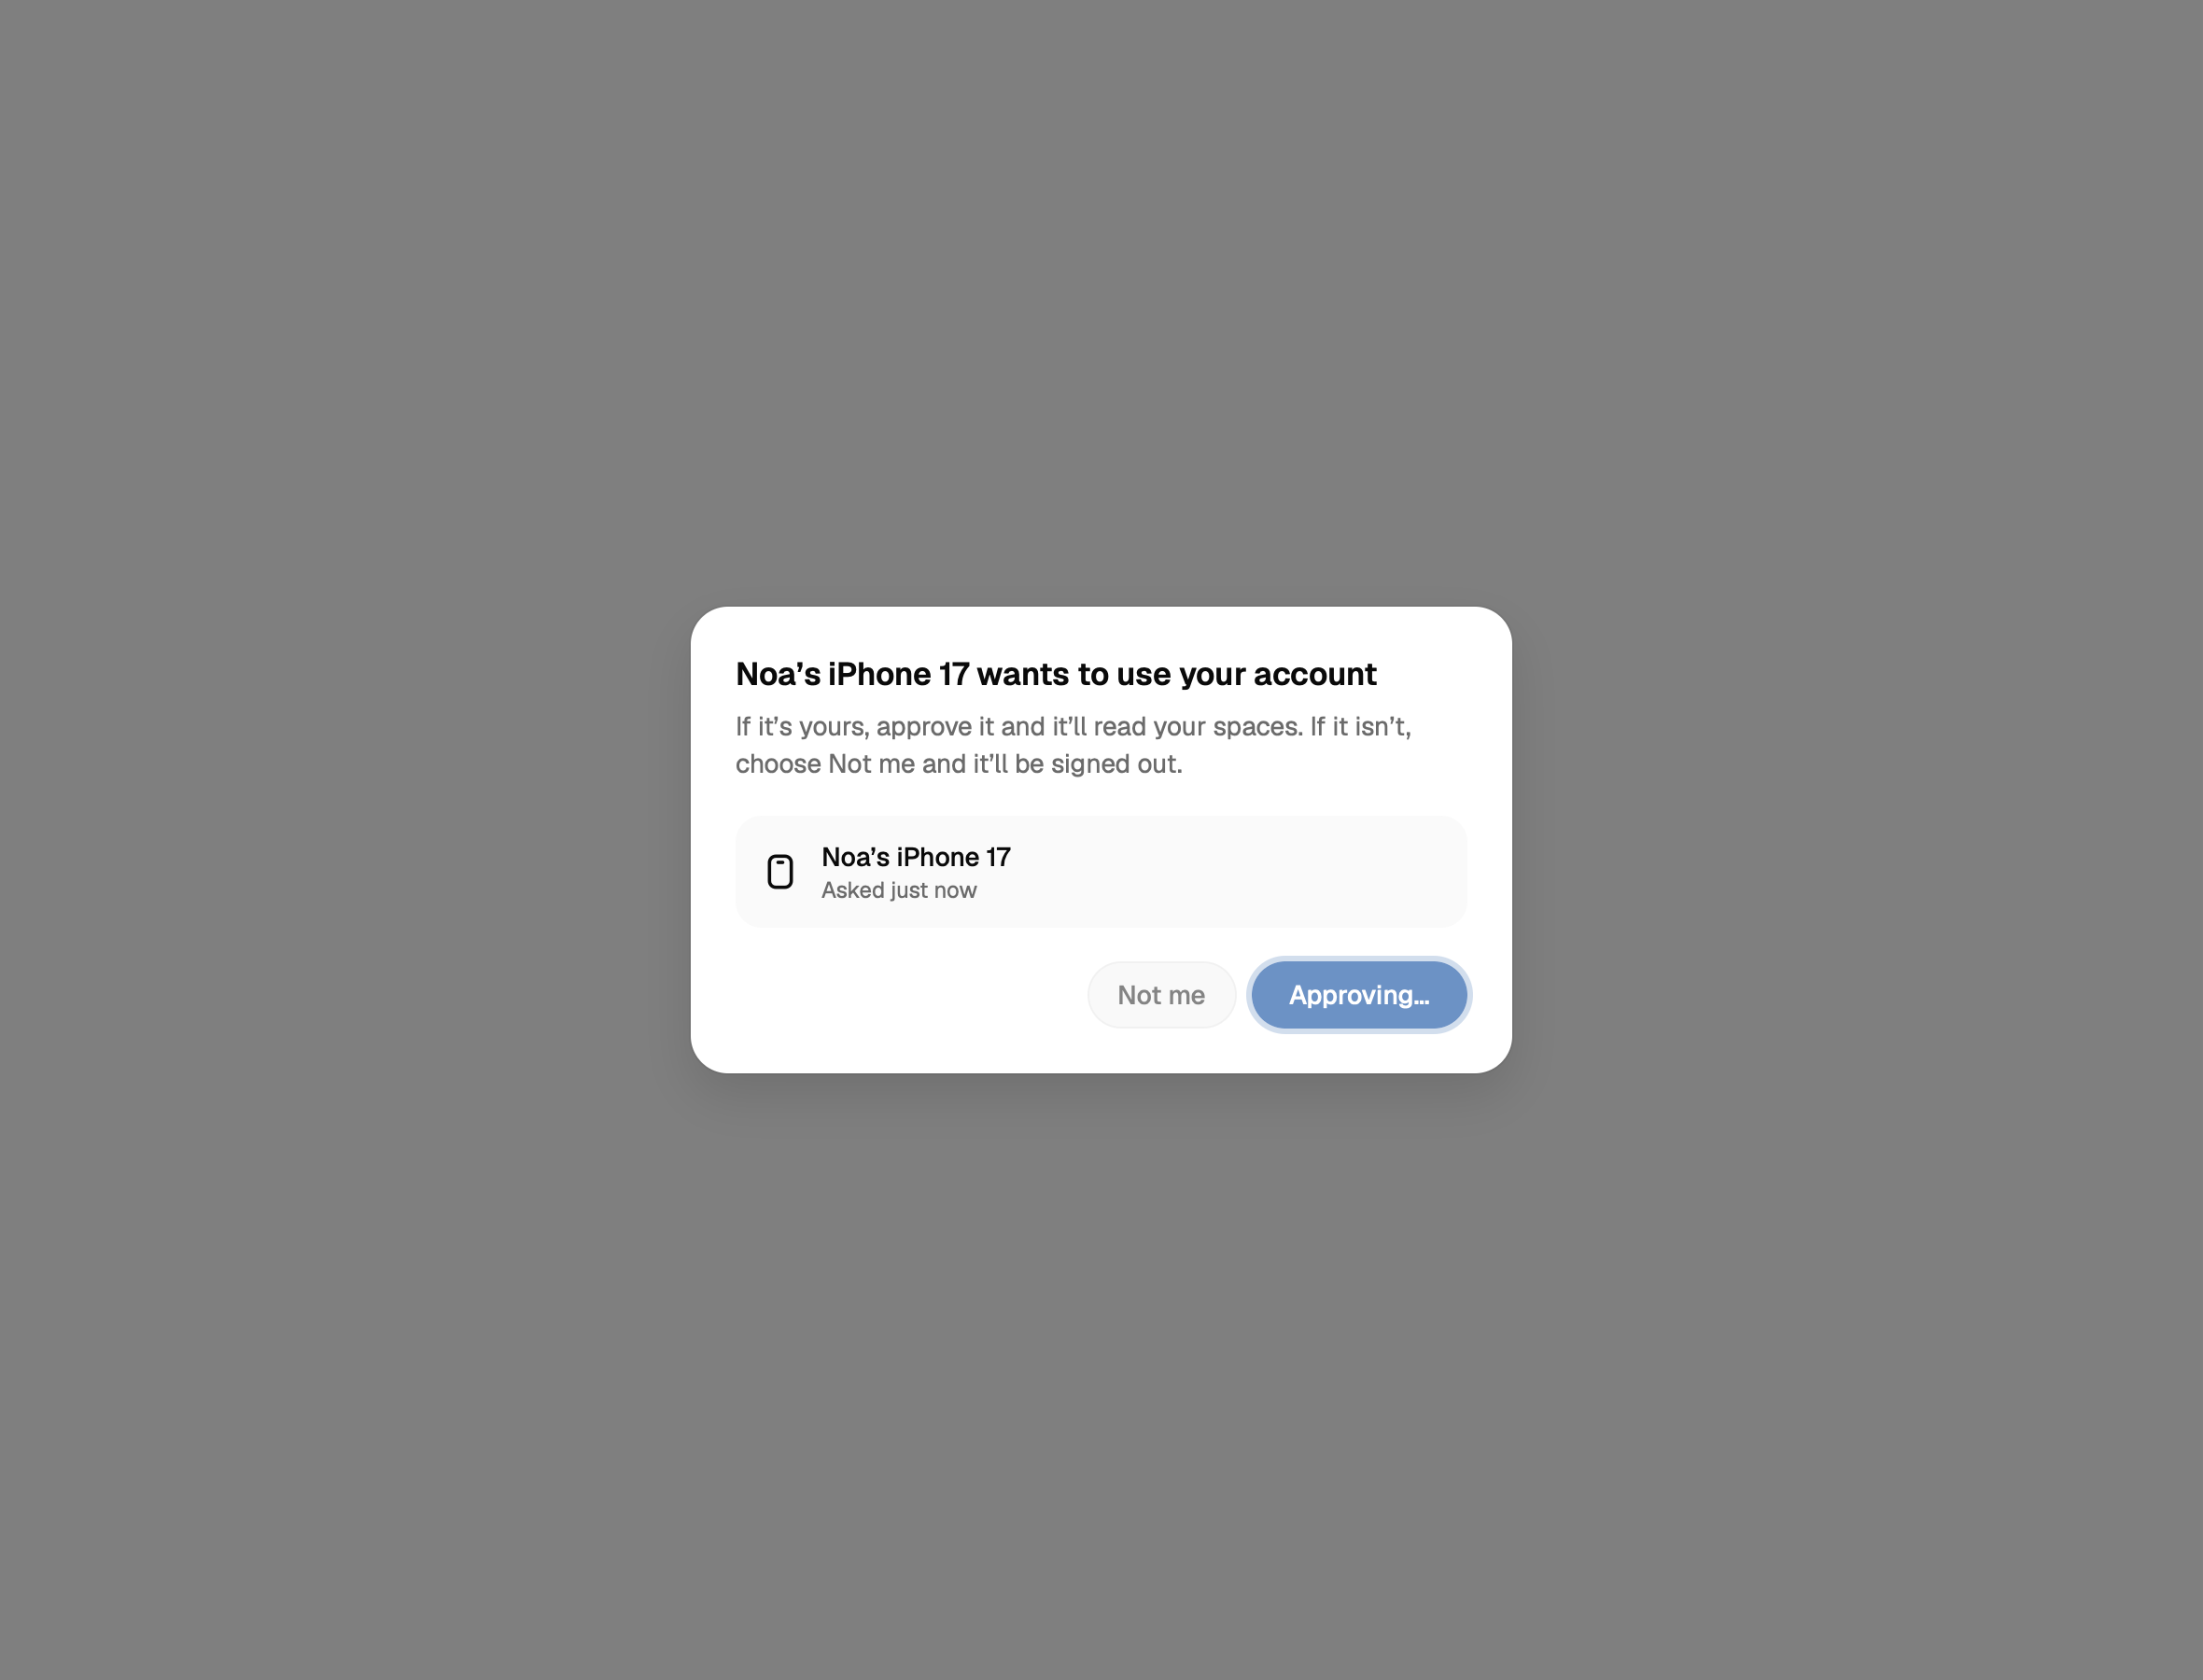 Noa’s iPhone 17 wants to use your account
If it’s yours, approve it and it’ll read your spaces. If it isn’t,
choose Not me and it’ll be signed out.
Noa’s iPhone 17
Asked just now
Not me
Approving…